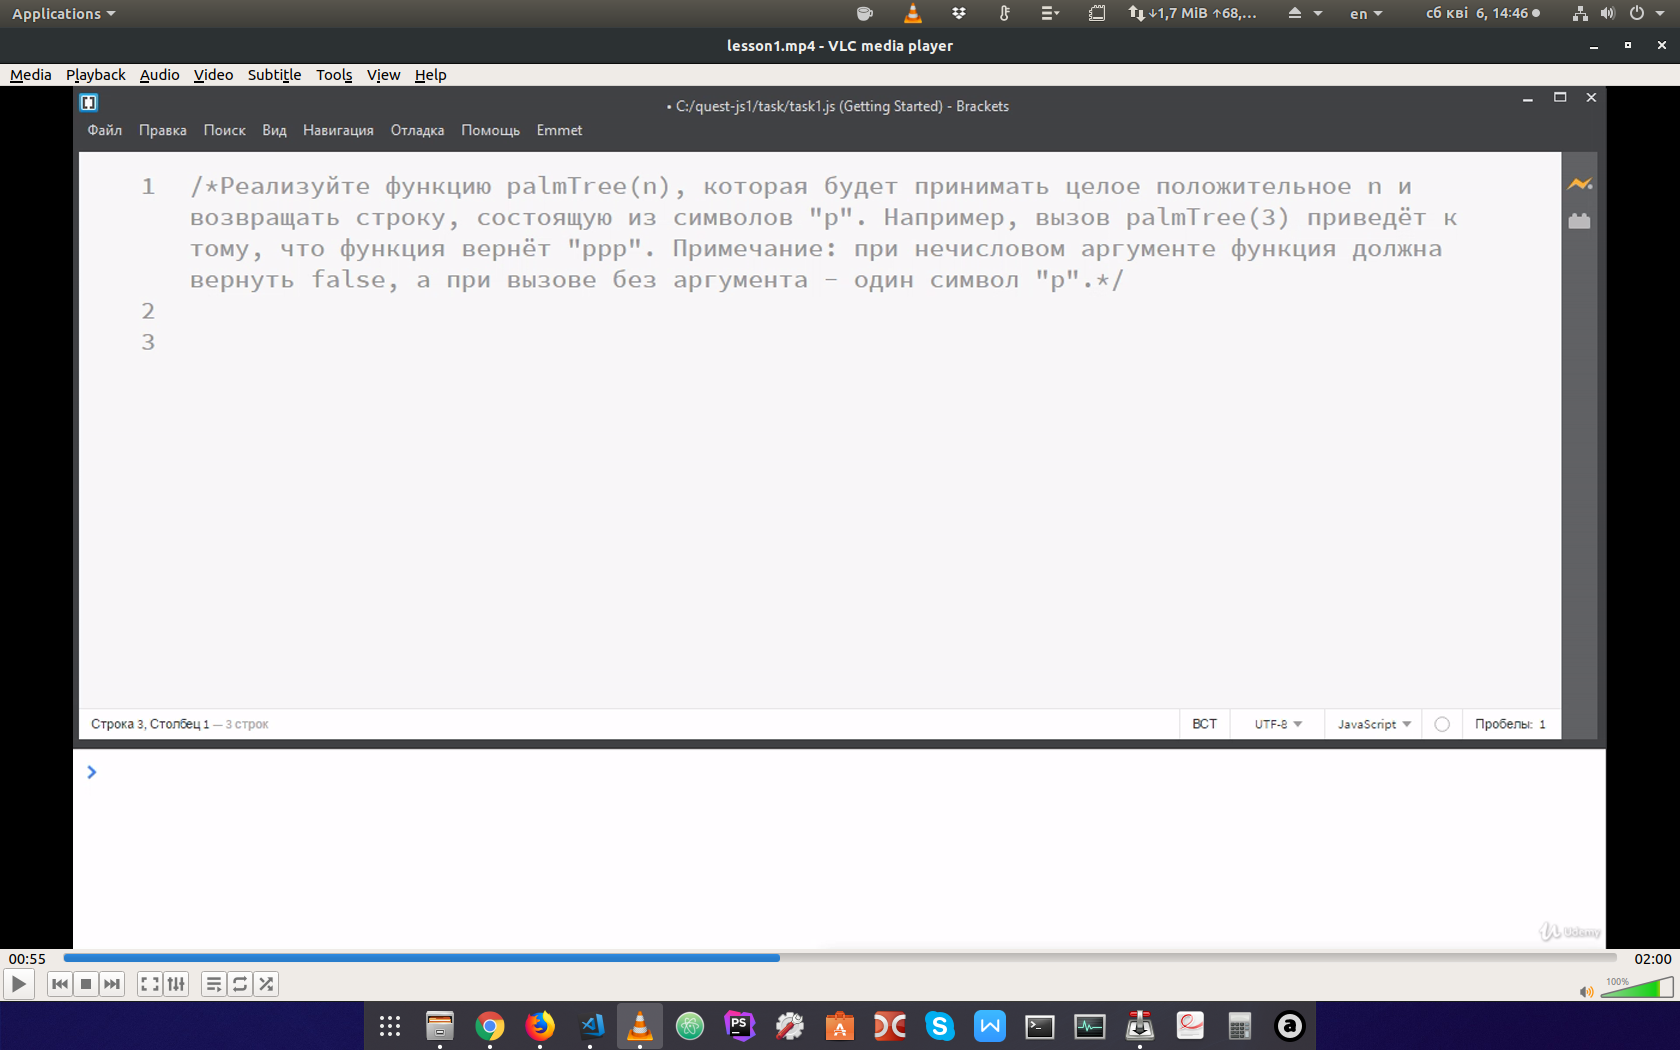 Applications
↓1,7 MiB ↑68,...
en
сб кві 6, 14:46
lesson1.mp4 - VLC media player
Media Playback Audio Video Subtitle Tools View Help
• C:/quest-js1/task/task1.js (Getting Started) - Brackets
Файл Правка Поиск Вид Навигация Отладка Помощь Emmet
1 /*Реализуйте функцию palmTree(n), которая будет принимать целое положительное n и
возвращать строку, состоящую из символов "p". Например, вызов palmTree(3) приведёт к
тому, что функция вернёт "ppp". Примечание: при нечисловом аргументе функция должна
вернуть false, а при вызове без аргумента - один символ "p".*/
2
3
Строка 3, Столбец 1 — 3 строк
ВСТ UTF-8 JavaScript Пробелы: 1
Udemy
00:55
02:00
100%
PS